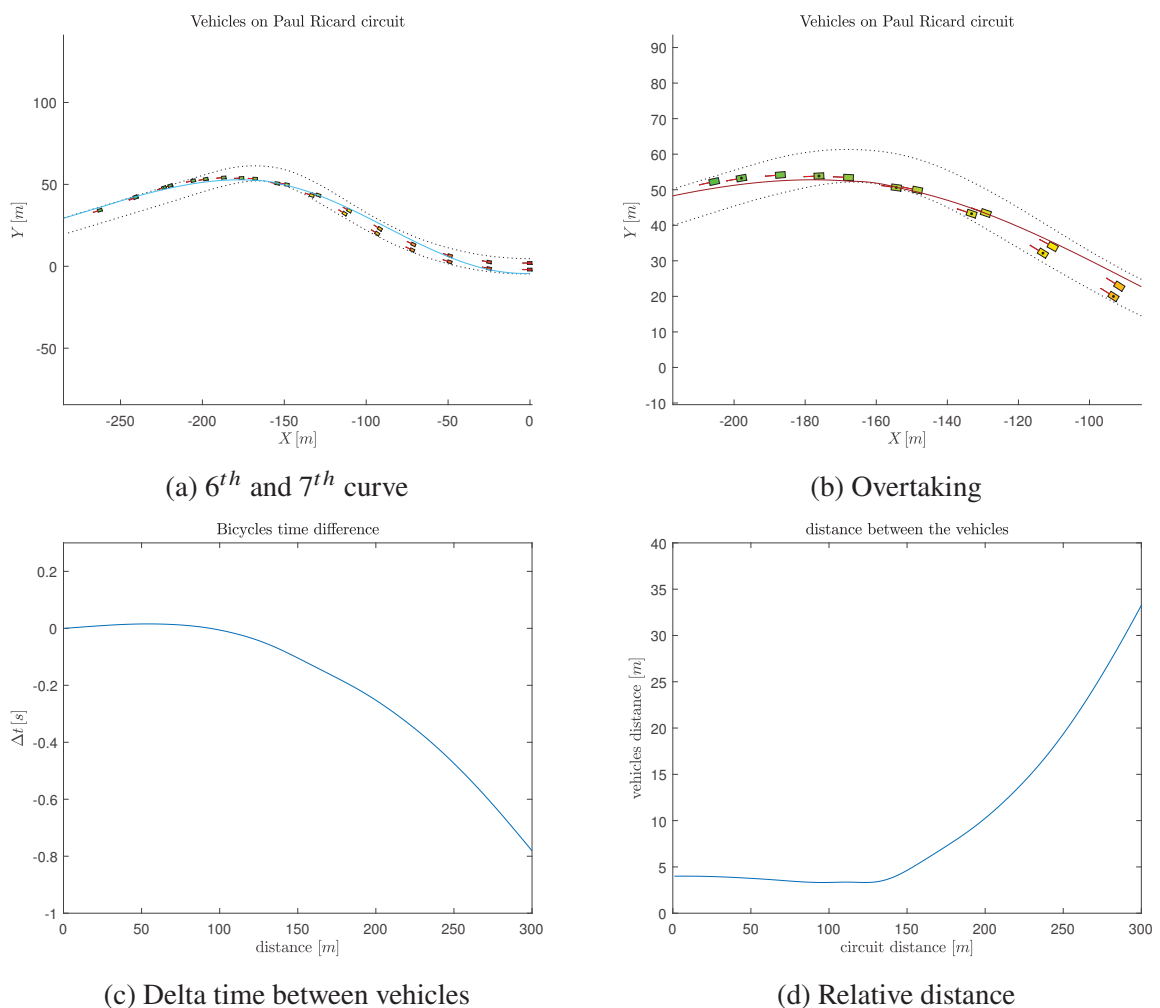 Vehicles on Paul Ricard circuit
100
50
0
-50
Y [m]
-250 -200 -150 -100 -50 0
X [m]
(a) 6th and 7th curve
Vehicles on Paul Ricard circuit
90
80
70
60
50
40
30
20
10
0
-10
Y [m]
-200 -180 -160 -140 -120 -100
X [m]
(b) Overtaking
Bicycles time difference
0.2
0
-0.2
-0.4
-0.6
-0.8
-1
Δt [s]
0 50 100 150 200 250 300
distance [m]
(c) Delta time between vehicles
distance between the vehicles
40
35
30
25
20
15
10
5
0
vehicles distance [m]
0 50 100 150 200 250 300
circuit distance [m]
(d) Relative distance